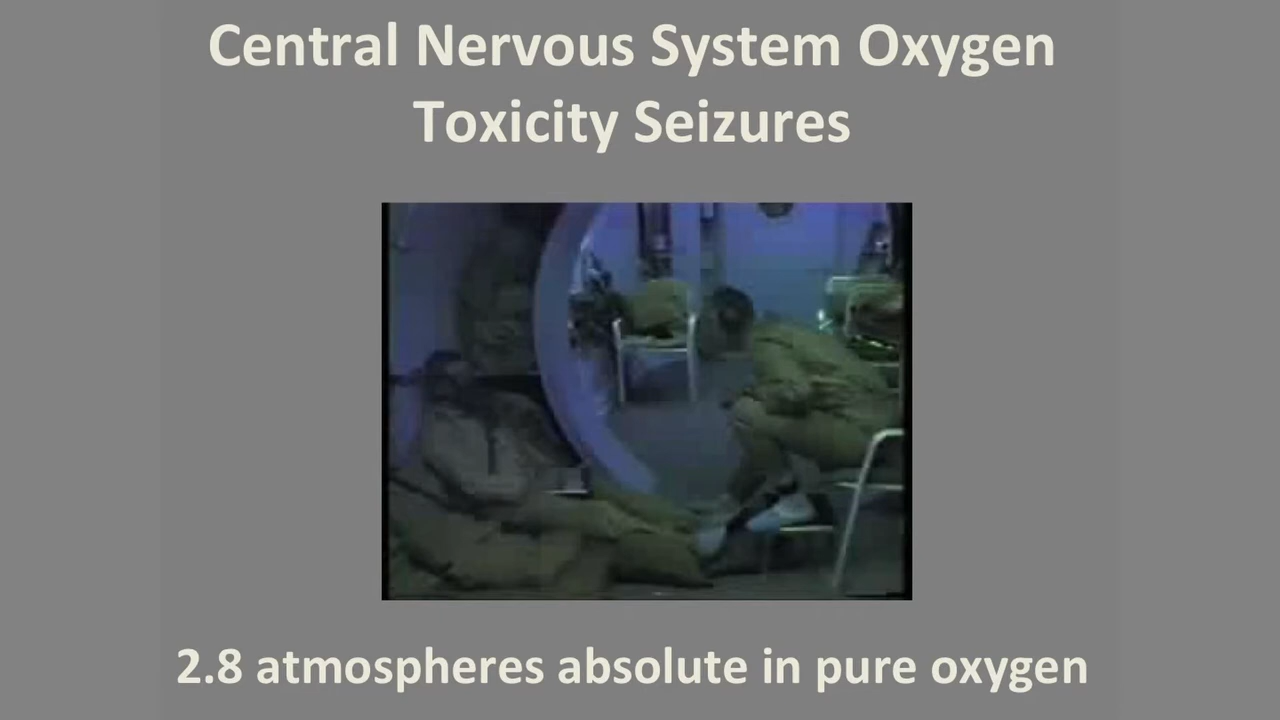 Central Nervous System Oxygen
Toxicity Seizures
2.8 atmospheres absolute in pure oxygen